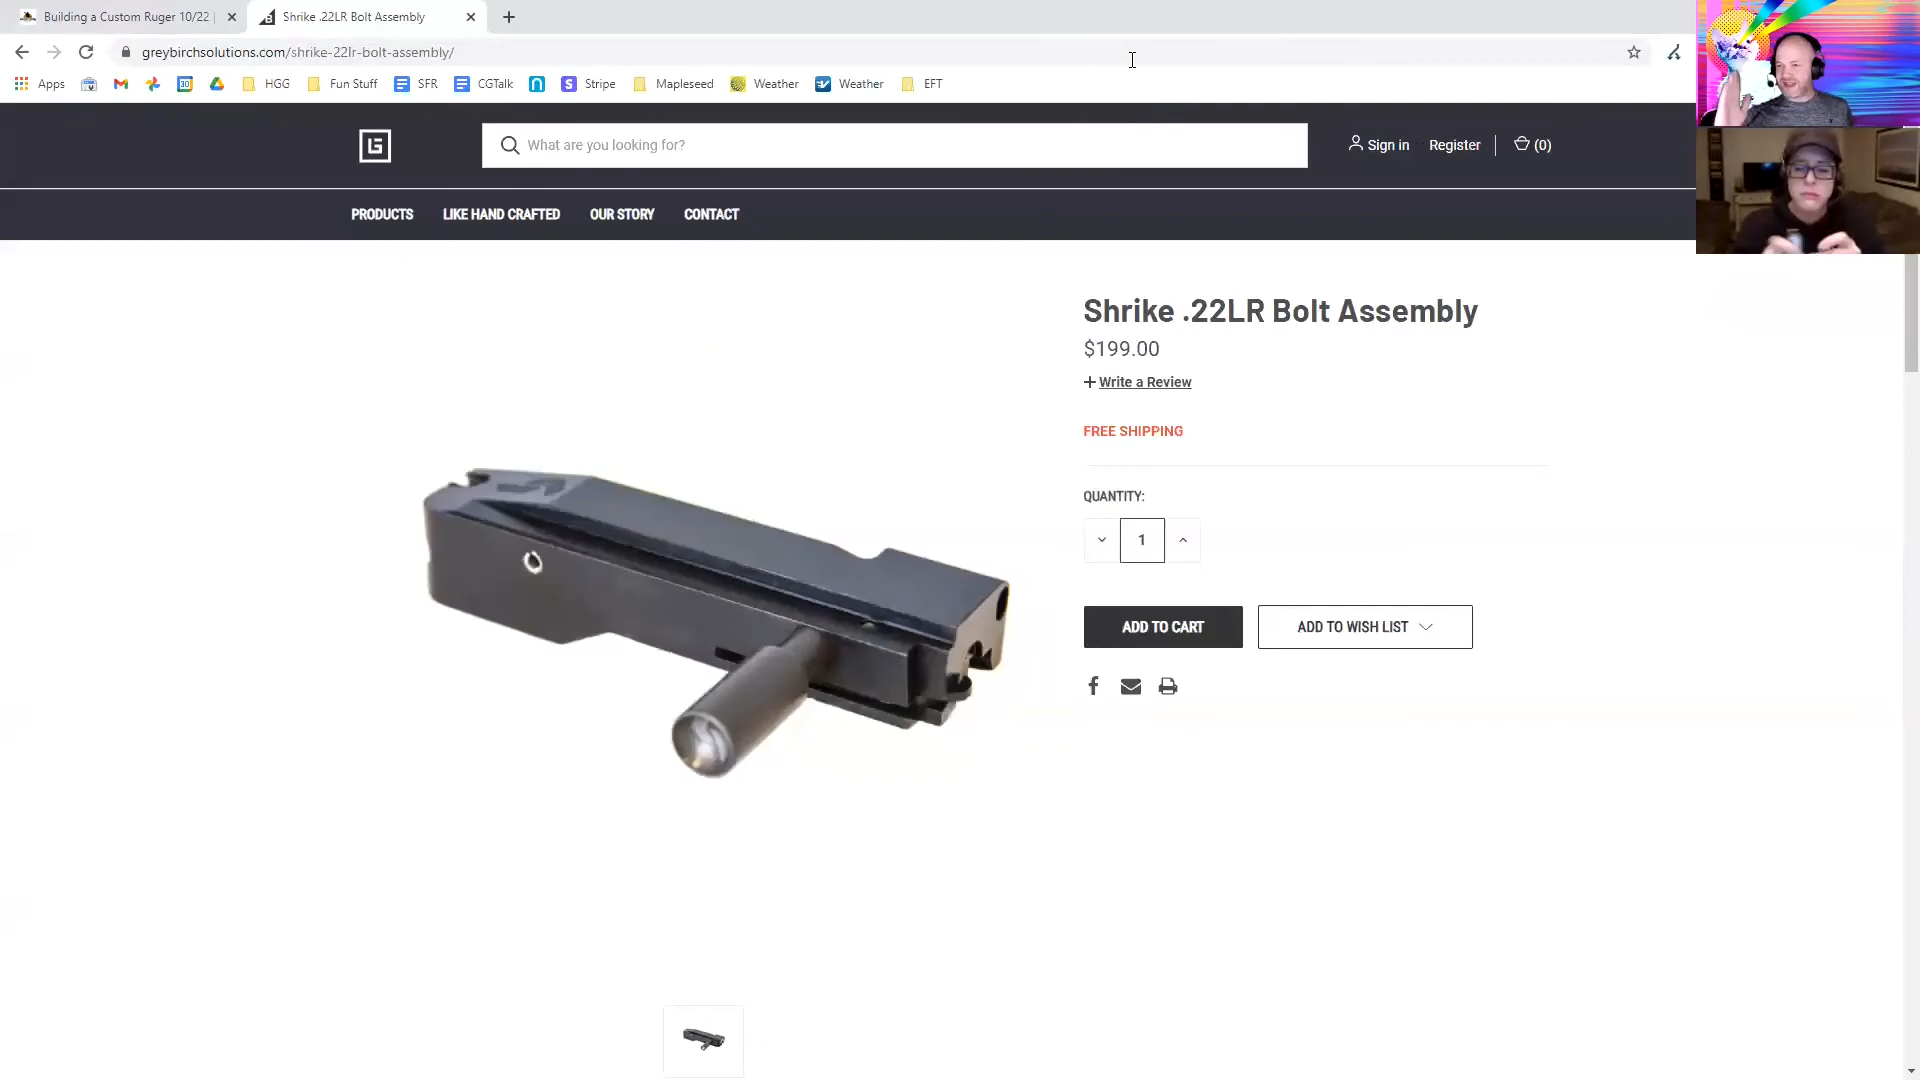 Building a Custom Ruger 10/22 |
Shrike .22LR Bolt Assembly
greybirchsolutions.com/shrike-22lr-bolt-assembly/
Apps
HGG
Fun Stuff
SFR
CGTalk
Stripe
Mapleseed
Weather
Weather
EFT
What are you looking for?
Sign in
Register
(0)
PRODUCTS
LIKE HAND CRAFTED
OUR STORY
CONTACT
Shrike .22LR Bolt Assembly
$199.00
+ Write a Review
FREE SHIPPING
QUANTITY:
1
ADD TO CART
ADD TO WISH LIST